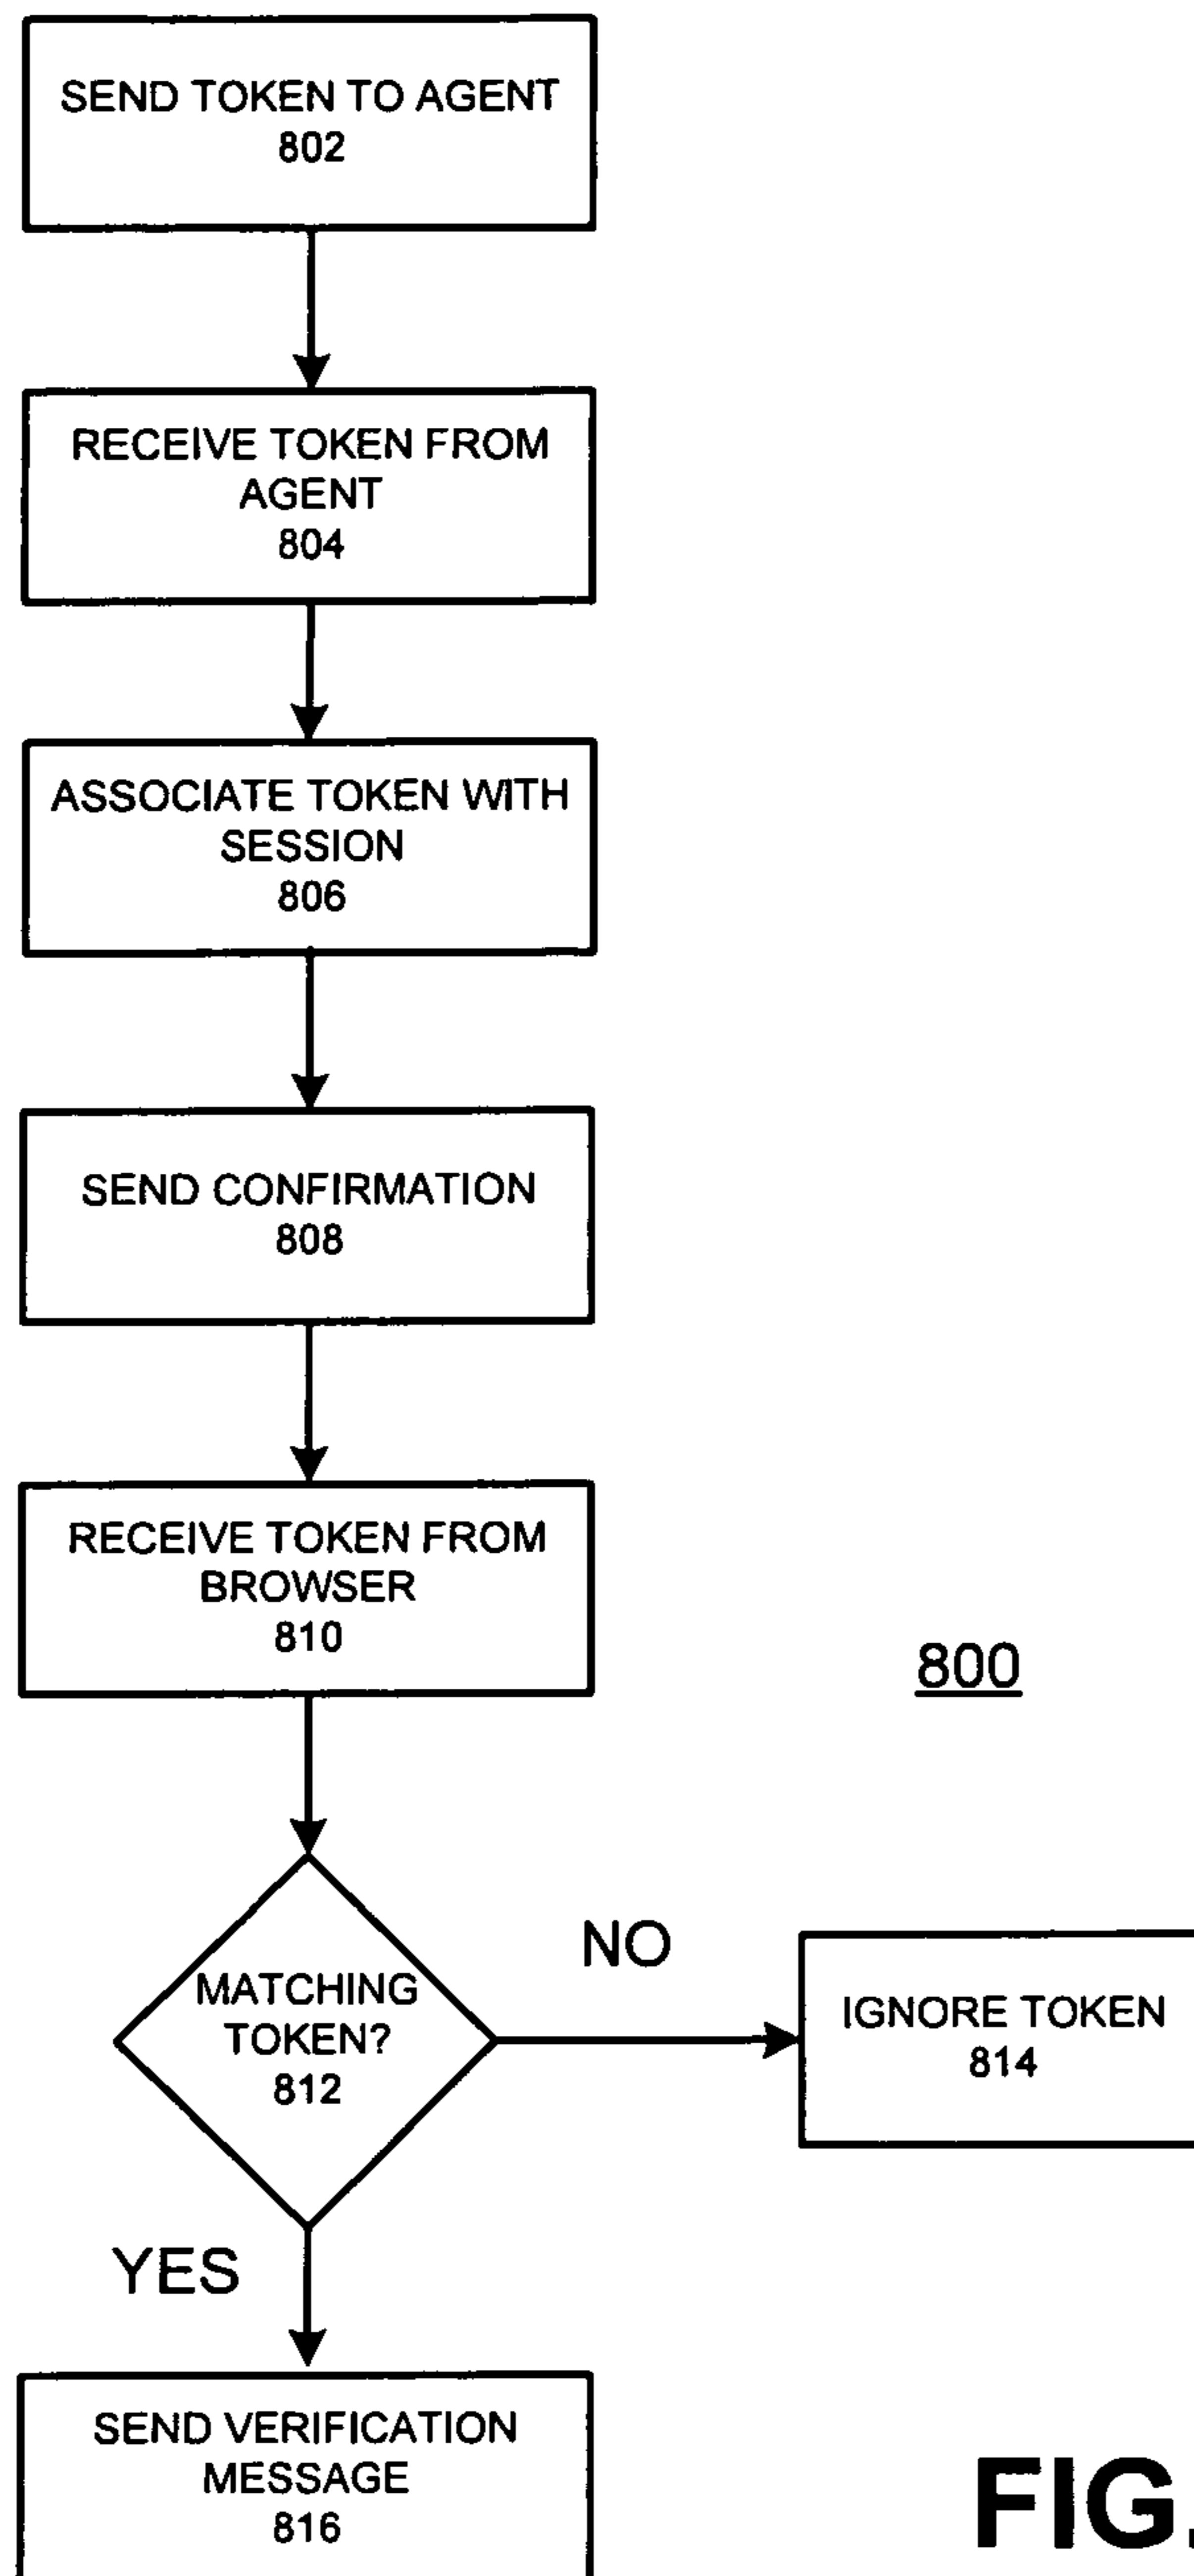 SEND TOKEN TO AGENT
802
RECEIVE TOKEN FROM
AGENT
804
ASSOCIATE TOKEN WITH
SESSION
806
SEND CONFIRMATION
808
RECEIVE TOKEN FROM
BROWSER
810
800
MATCHING
TOKEN?
812
NO
IGNORE TOKEN
814
YES
SEND VERIFICATION
MESSAGE
816
FIG.